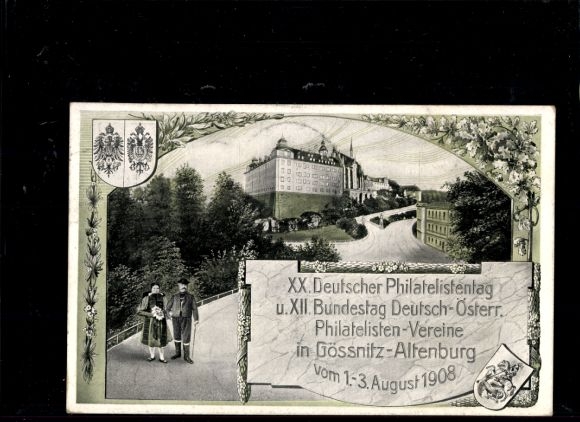 XX. Deutscher Philatelistentag
u. XII. Bundestag Deutsch-Österr.
Philatelisten-Vereine
in Gössnitz-Altenburg
vom 1.-3. August 1908